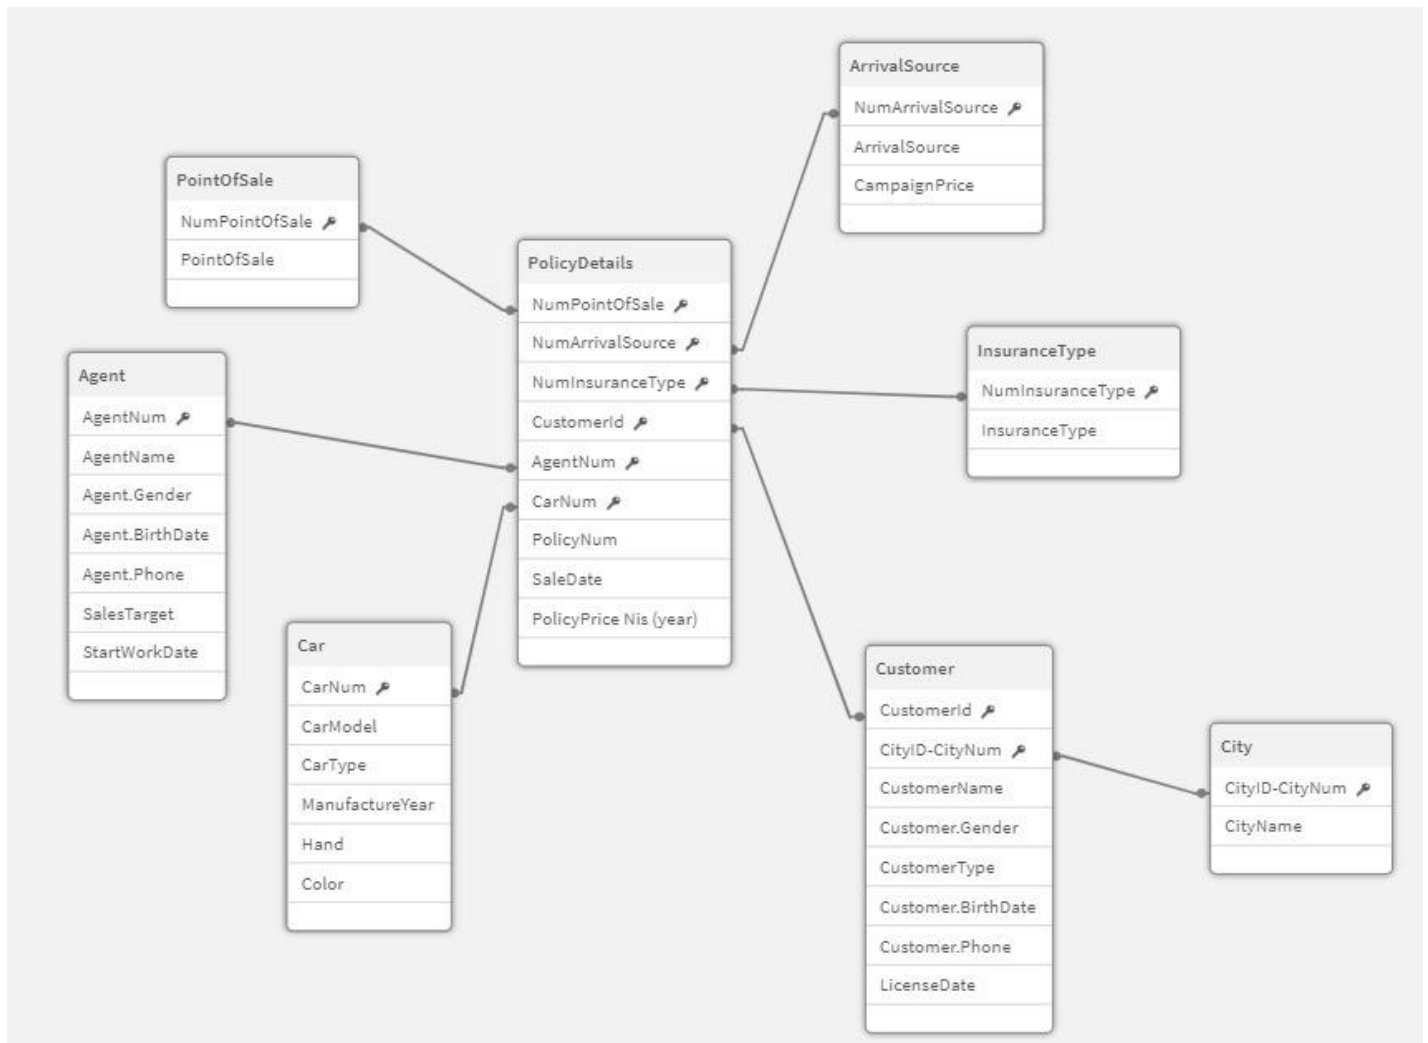 ArrivalSource
NumArrivalSource
ArrivalSource
CampaignPrice
PointOfSale
NumPointOfSale
PointOfSale
PolicyDetails
NumPointOfSale
NumArrivalSource
NumInsuranceType
CustomerId
AgentNum
CarNum
PolicyNum
SaleDate
PolicyPrice Nis (year)
InsuranceType
NumInsuranceType
InsuranceType
Agent
AgentNum
AgentName
Agent.Gender
Agent.BirthDate
Agent.Phone
SalesTarget
StartWorkDate
Car
CarNum
CarModel
CarType
ManufactureYear
Hand
Color
Customer
CustomerId
CityID-CityNum
CustomerName
Customer.Gender
CustomerType
Customer.BirthDate
Customer.Phone
LicenseDate
City
CityID-CityNum
CityName